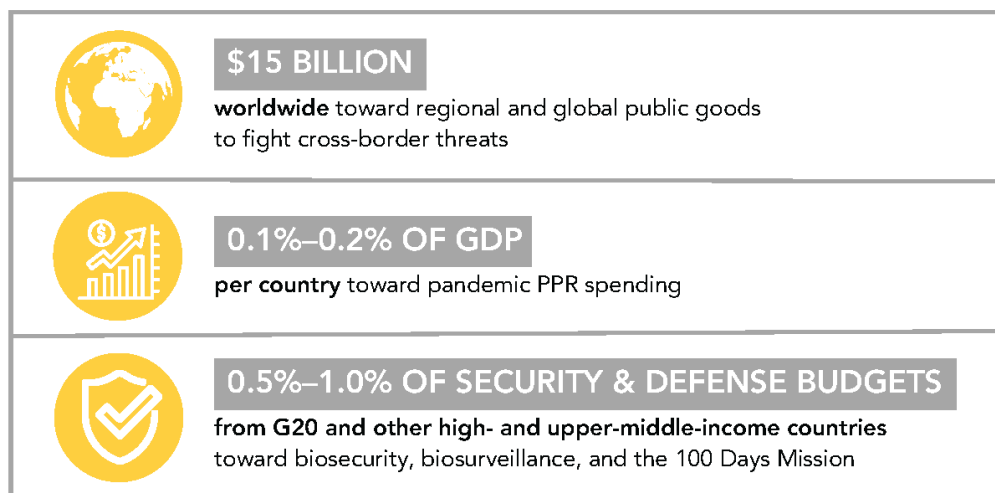 $15 BILLION
worldwide toward regional and global public goods
to fight cross-border threats
$
0.1%–0.2% OF GDP
per country toward pandemic PPR spending
0.5%–1.0% OF SECURITY & DEFENSE BUDGETS
from G20 and other high- and upper-middle-income countries
toward biosecurity, biosurveillance, and the 100 Days Mission